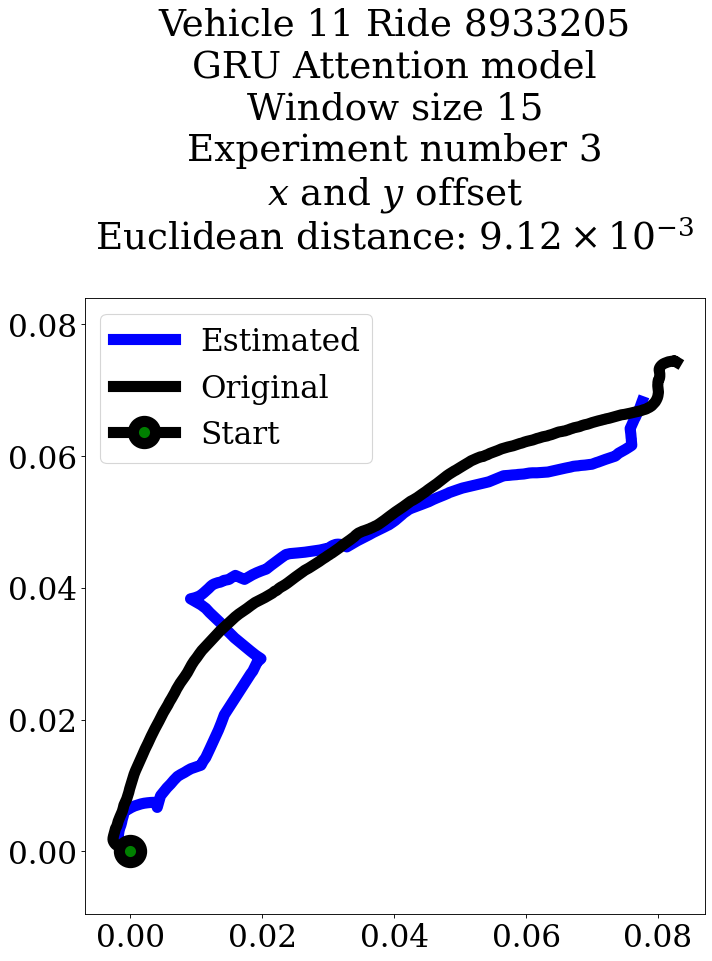 Vehicle 11 Ride 8933205
GRU Attention model
Window size 15
Experiment number 3
x and y offset
Euclidean distance: 9.12 × 10⁻³
Estimated
Original
Start
0.08
0.06
0.04
0.02
0.00
0.00 0.02 0.04 0.06 0.08